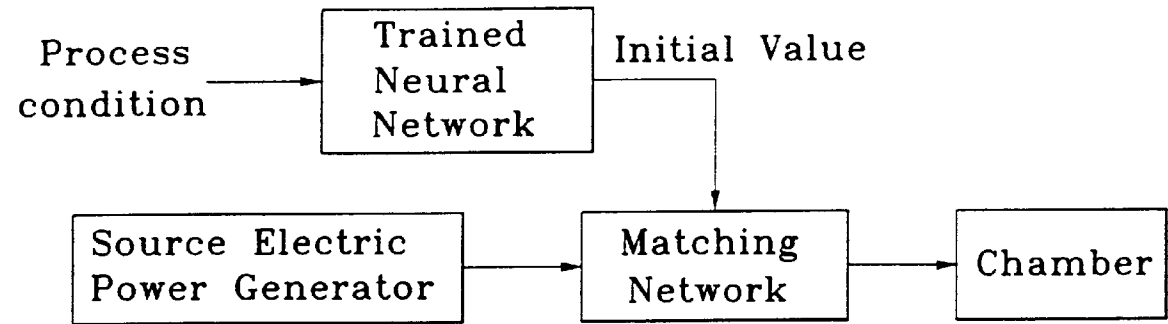 Process
condition
Trained
Neural
Network
Initial Value
Source Electric
Power Generator
Matching
Network
Chamber